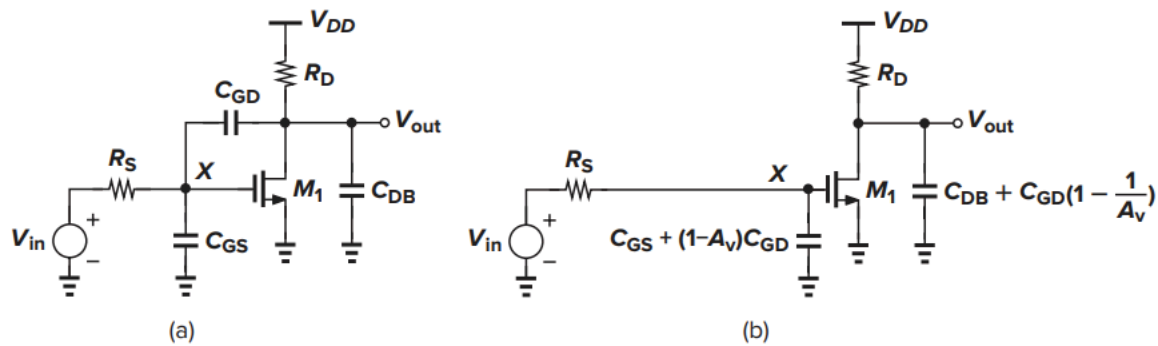 V_DD
R_D
C_GD
V_out
R_S
X
M_1
C_DB
V_in
+
−
C_GS
(a)
V_DD
R_D
V_out
R_S
X
M_1
C_DB + C_GD(1 − 1/A_v)
V_in
+
−
C_GS + (1−A_v)C_GD
(b)